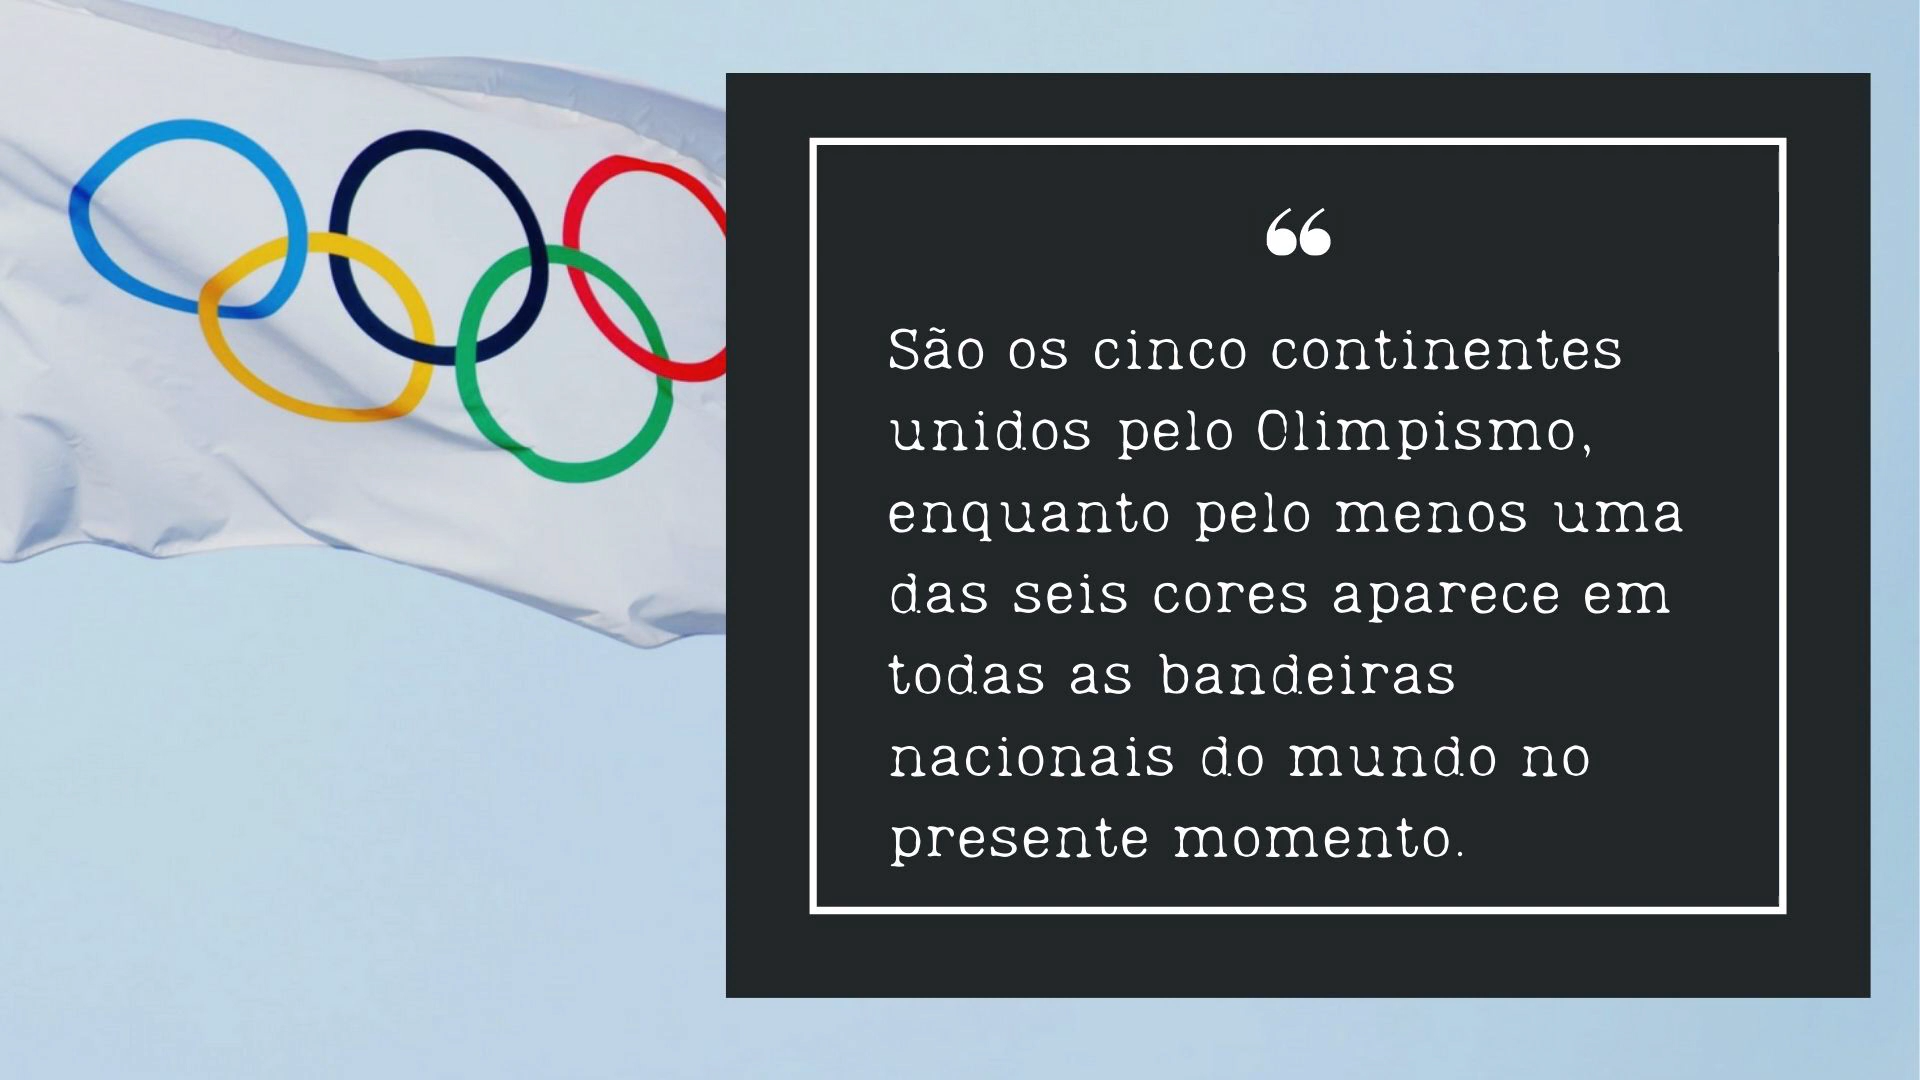 “
São os cinco continentes
unidos pelo Olimpismo,
enquanto pelo menos uma
das seis cores aparece em
todas as bandeiras
nacionais do mundo no
presente momento.